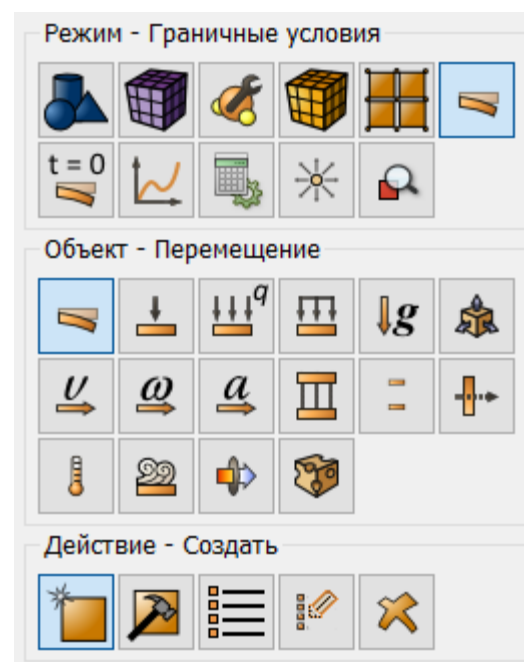 Режим - Граничные условия
t = 0
Объект - Перемещение
q
g
υ ω a
Действие - Создать